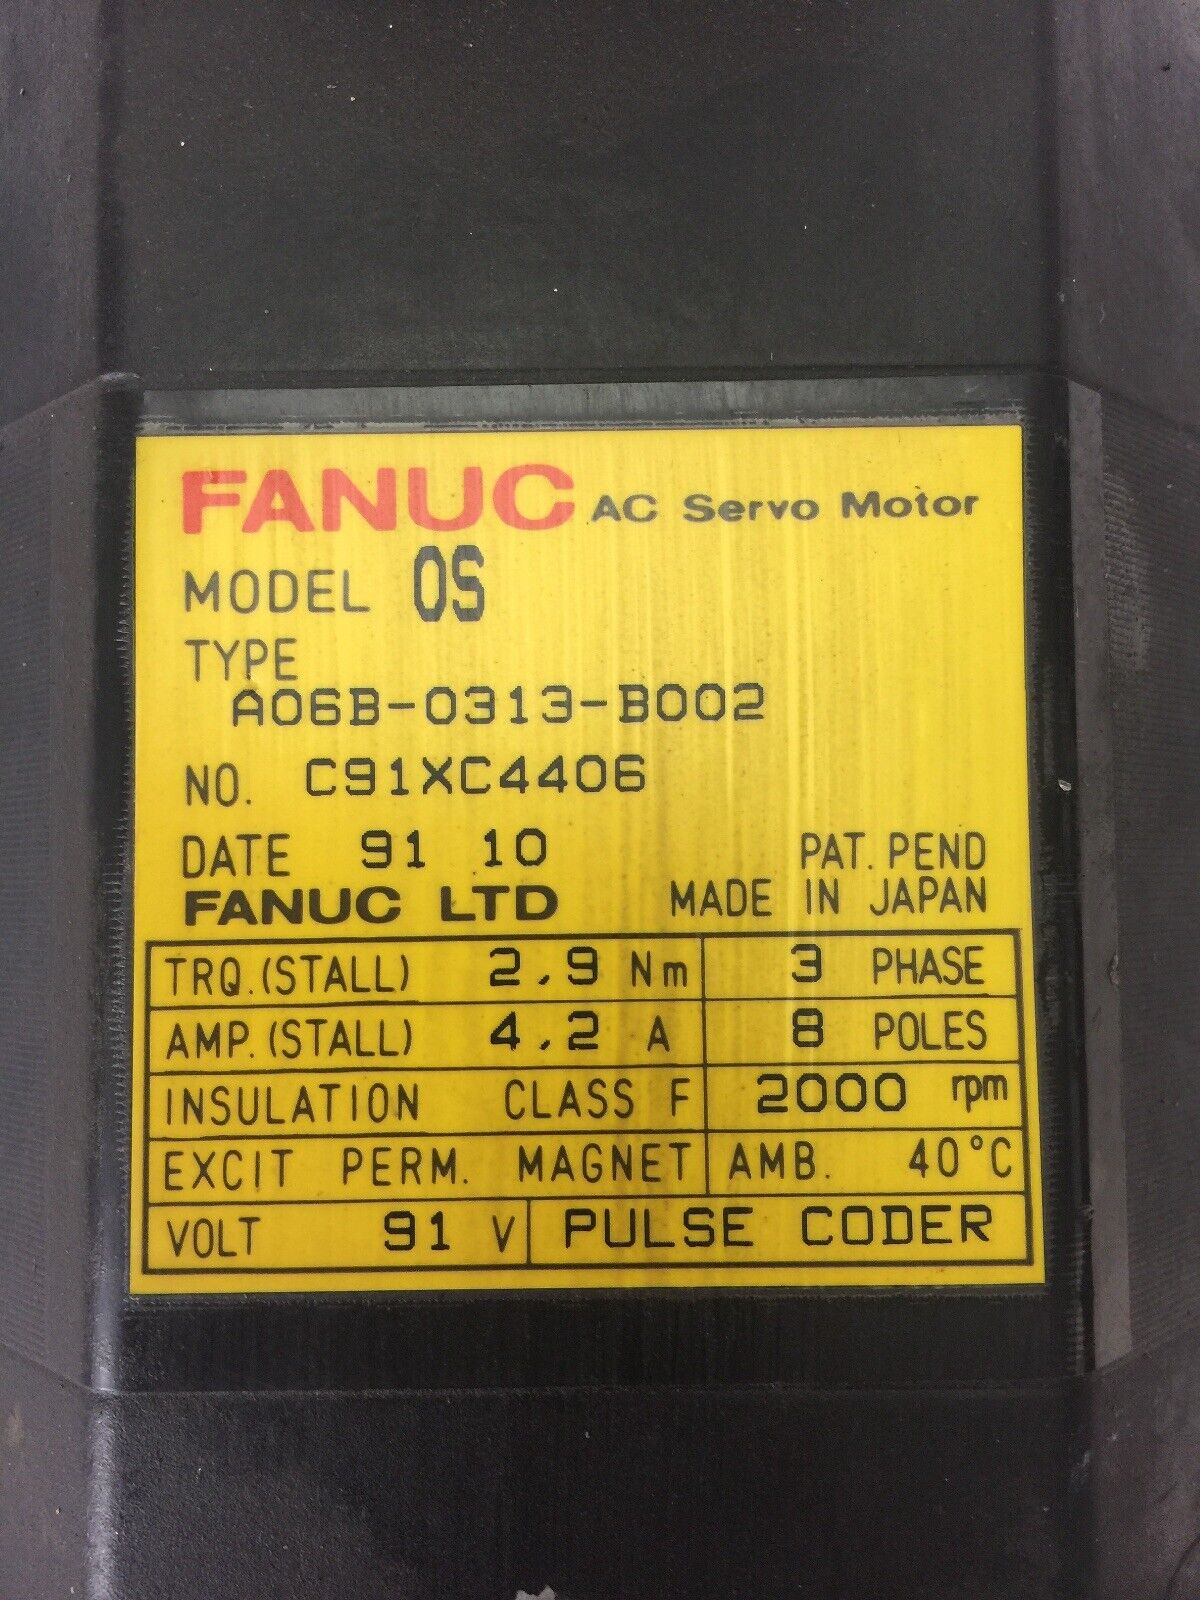 FANUC AC Servo Motor
MODEL 0S
TYPE
A06B-0313-B002
NO. C91XC4406
DATE 91 10 PAT. PEND
FANUC LTD MADE IN JAPAN
TRQ.(STALL) 2.9 Nm 3 PHASE
AMP.(STALL) 4.2 A 8 POLES
INSULATION CLASS F 2000 rpm
EXCIT PERM. MAGNET AMB. 40°C
VOLT 91 V PULSE CODER